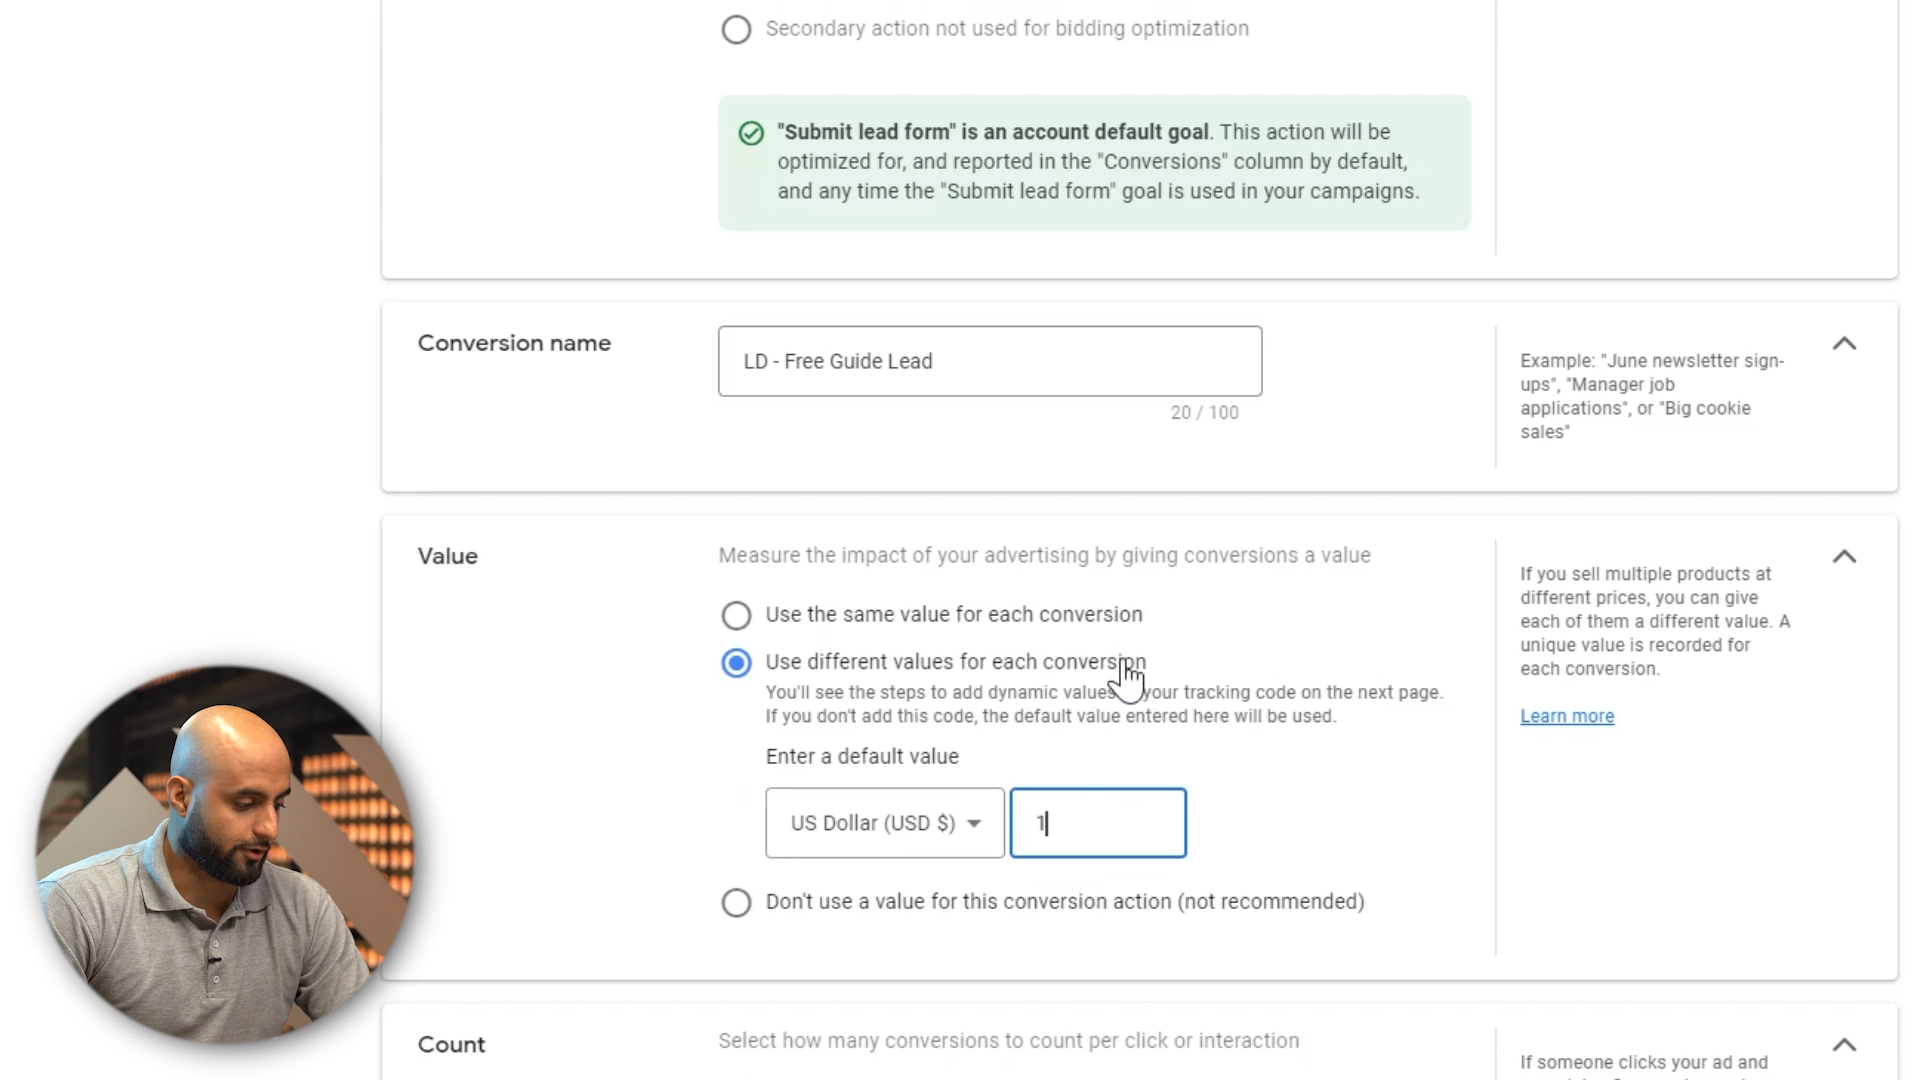 Secondary action not used for bidding optimization
"Submit lead form" is an account default goal. This action will be
optimized for, and reported in the "Conversions" column by default,
and any time the "Submit lead form" goal is used in your campaigns.
Conversion name
LD - Free Guide Lead
20 / 100
Example: "June newsletter sign-
ups", "Manager job
applications", or "Big cookie
sales"
Value
Measure the impact of your advertising by giving conversions a value
Use the same value for each conversion
Use different values for each conversion
You'll see the steps to add dynamic values your tracking code on the next page.
If you don't add this code, the default value entered here will be used.
Enter a default value
US Dollar (USD $)
1
Don't use a value for this conversion action (not recommended)
If you sell multiple products at
different prices, you can give
each of them a different value. A
unique value is recorded for
each conversion.
Learn more
Count
Select how many conversions to count per click or interaction
If someone clicks your ad and